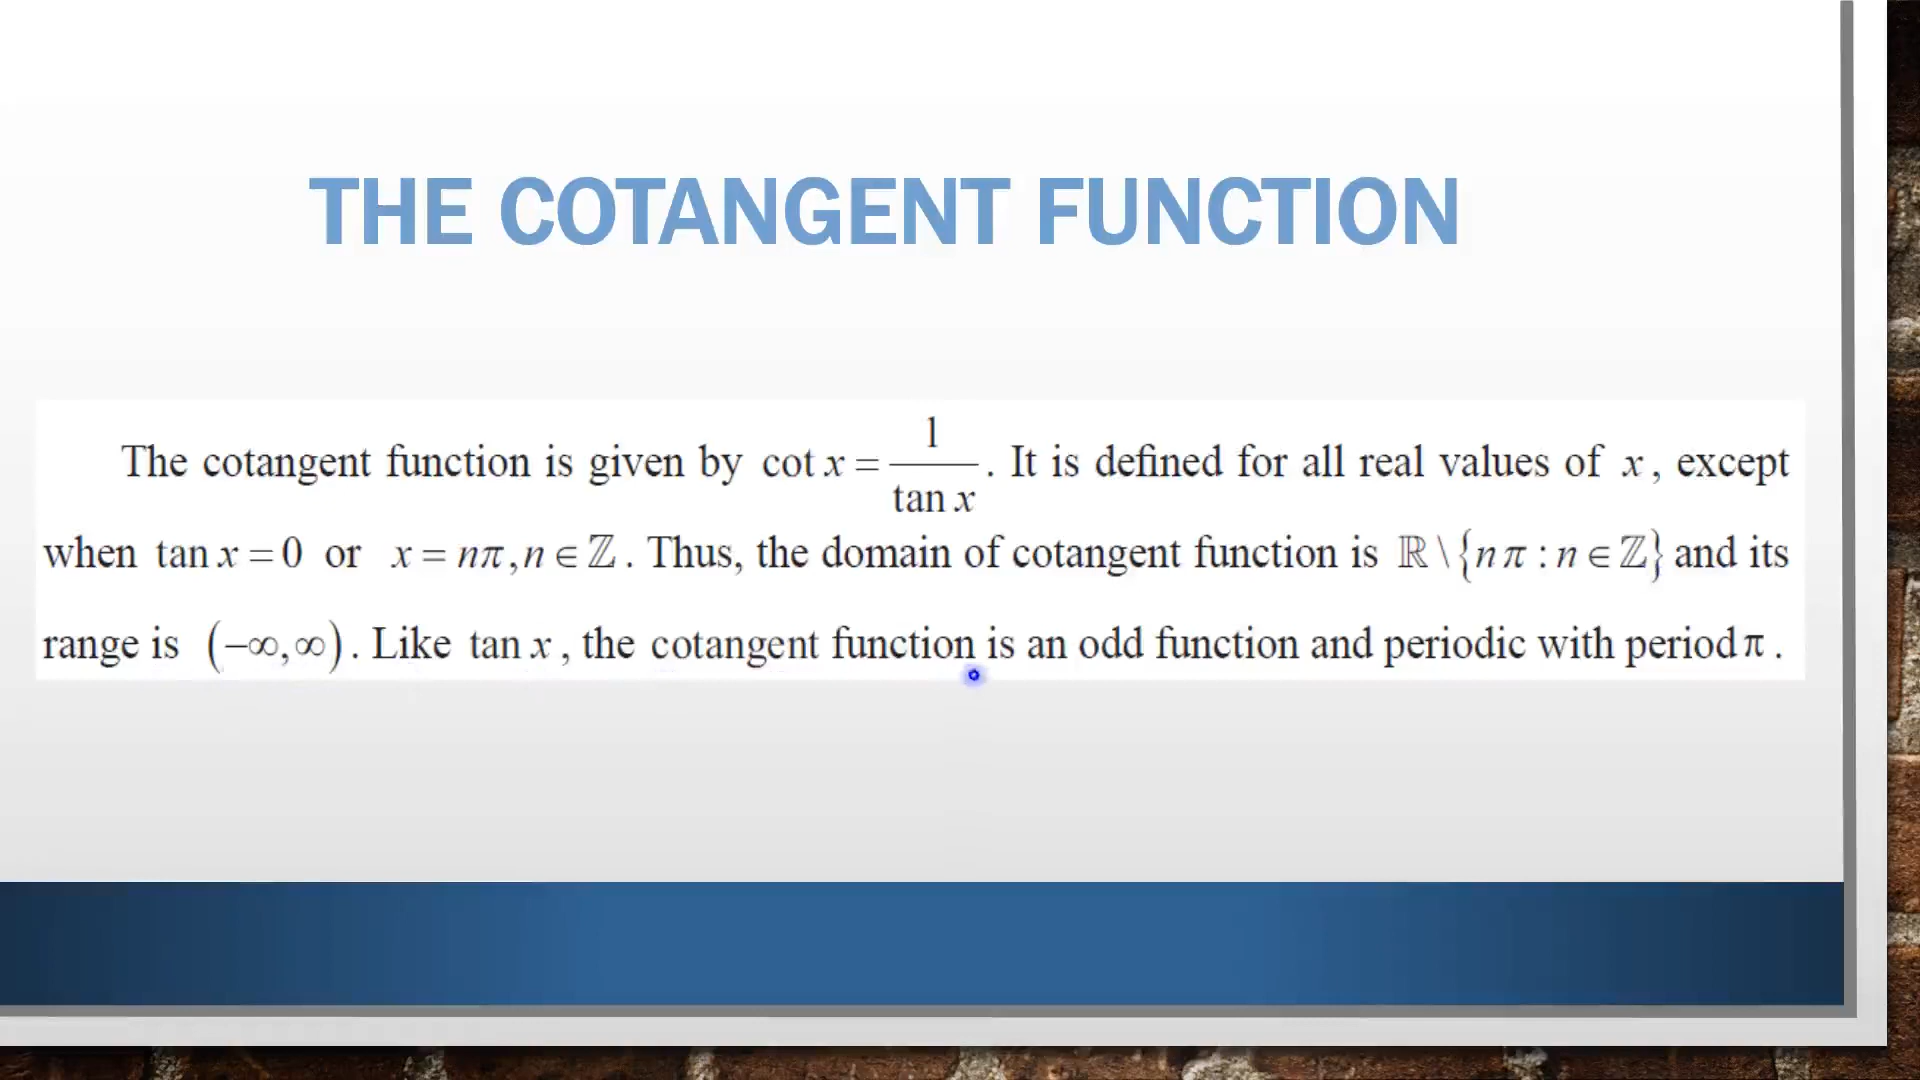 THE COTANGENT FUNCTION
The cotangent function is given by cot x = 1/tan x. It is defined for all real values of x, except
when tan x = 0 or x = nπ, n ∈ ℤ. Thus, the domain of cotangent function is ℝ \ {nπ : n ∈ ℤ} and its
range is (−∞, ∞). Like tan x, the cotangent function is an odd function and periodic with period π.